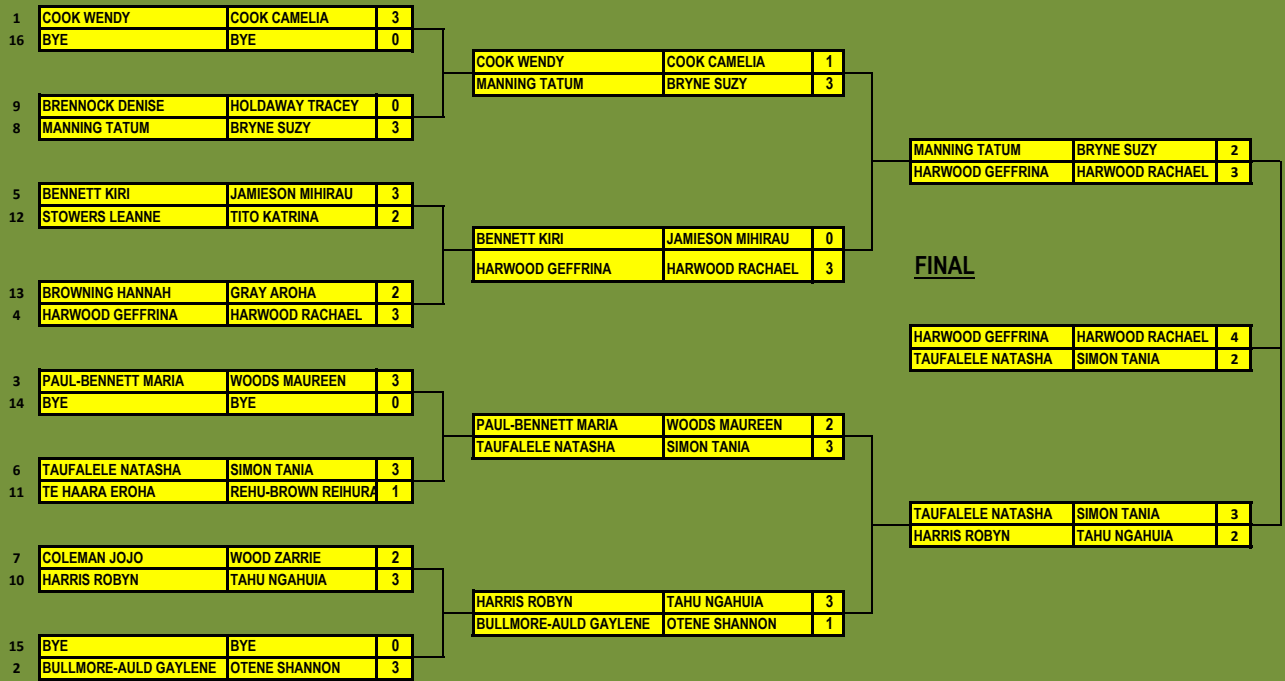 1 COOK WENDY COOK CAMELIA 3
16 BYE BYE 0
9 BRENNOCK DENISE HOLDAWAY TRACEY 0
8 MANNING TATUM BRYNE SUZY 3
5 BENNETT KIRI JAMIESON MIHIRAU 3
12 STOWERS LEANNE TITO KATRINA 2
13 BROWNING HANNAH GRAY AROHA 2
4 HARWOOD GEFFRINA HARWOOD RACHAEL 3
3 PAUL-BENNETT MARIA WOODS MAUREEN 3
14 BYE BYE 0
6 TAUFALELE NATASHA SIMON TANIA 3
11 TE HAARA EROHA REHU-BROWN REIHURA 1
7 COLEMAN JOJO WOOD ZARRIE 2
10 HARRIS ROBYN TAHU NGAHUIA 3
15 BYE BYE 0
2 BULLMORE-AULD GAYLENE OTENE SHANNON 3
COOK WENDY COOK CAMELIA 1
MANNING TATUM BRYNE SUZY 3
BENNETT KIRI JAMIESON MIHIRAU 0
HARWOOD GEFFRINA HARWOOD RACHAEL 3
PAUL-BENNETT MARIA WOODS MAUREEN 2
TAUFALELE NATASHA SIMON TANIA 3
HARRIS ROBYN TAHU NGAHUIA 3
BULLMORE-AULD GAYLENE OTENE SHANNON 1
MANNING TATUM BRYNE SUZY 2
HARWOOD GEFFRINA HARWOOD RACHAEL 3
FINAL
HARWOOD GEFFRINA HARWOOD RACHAEL 4
TAUFALELE NATASHA SIMON TANIA 2
TAUFALELE NATASHA SIMON TANIA 3
HARRIS ROBYN TAHU NGAHUIA 2